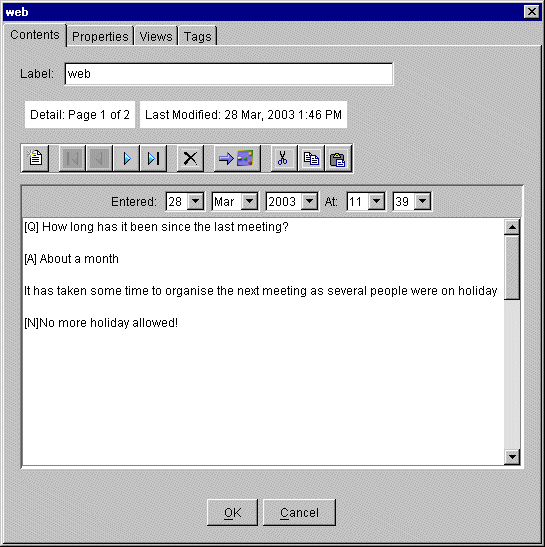 web
Contents Properties Views Tags
Label: web
Detail: Page 1 of 2 Last Modified: 28 Mar, 2003 1:46 PM
Entered: 28 Mar 2003 At: 11 39
[Q] How long has it been since the last meeting?
[A] About a month
It has taken some time to organise the next meeting as several people were on holiday
[N]No more holiday allowed!
OK Cancel